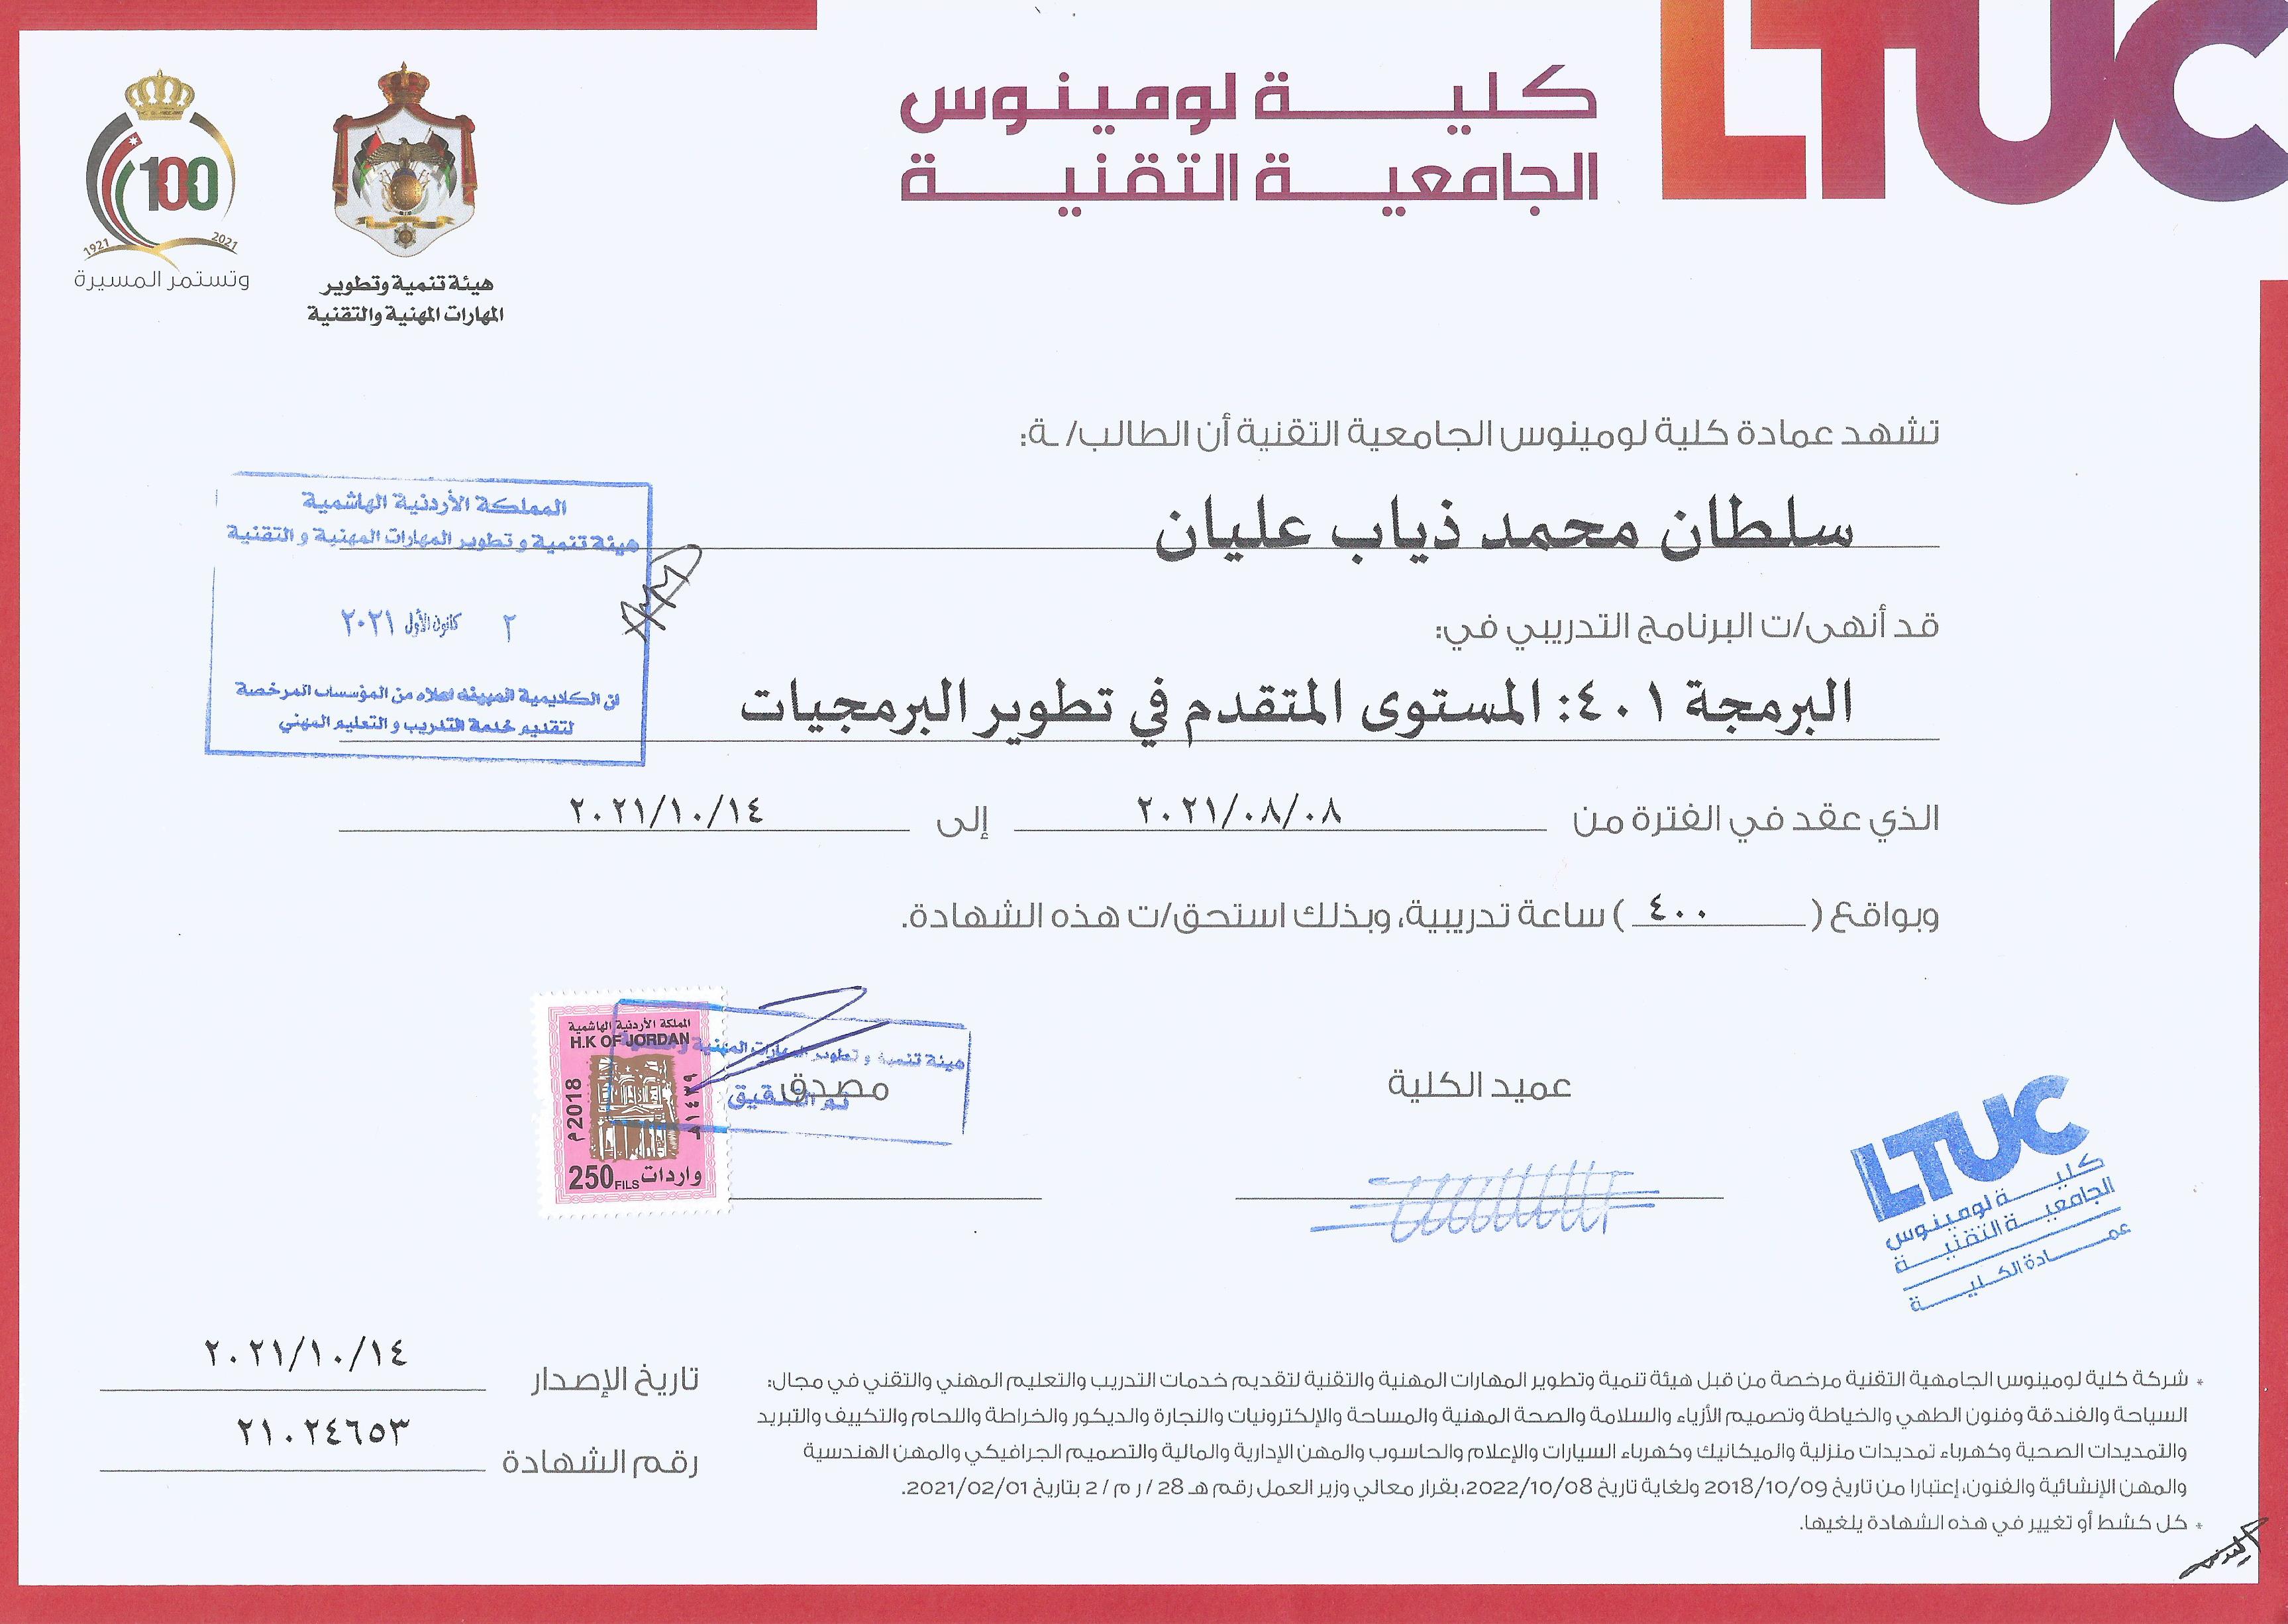 LTUC
كلية لومينوس
الجامعية التقنية
100
1921 2021
وتستمر المسيرة
هيئة تنمية وتطوير
المهارات المهنية والتقنية
تشهد عمادة كلية لومينوس الجامعية التقنية أن الطالب/ ـة:
سلطان محمد ذياب عليان
المملكة الأردنية الهاشمية
هيئة تنمية و تطوير المهارات المهنية و التقنية
٢ كانون الأول ٢٠٢١
ان الكاديمية المبينه اعلاه من المؤسسات المرخصة
لتقديم خدمة التدريب و التعليم المهني
قد أنهى/ت البرنامج التدريبي في:
البرمجة ٤٠١: المستوى المتقدم في تطوير البرمجيات
الذي عقد في الفترة من ٢٠٢١/٠٨/٠٨ إلى ٢٠٢١/١٠/١٤
وبواقع ( ٤٠٠ ) ساعة تدريبية، وبذلك استحق/ت هذه الشهادة.
عميد الكلية
مصدق
هيئة تنمية و تطوير المهارات المهنية و
تم التدقيق
المملكة الأردنية الهاشمية
H.K OF JORDAN
2018م
١٤٣٩هـ
واردات 250 FILS
LTUC
كلية لومينوس
الجامعية التقنية
عمادة الكلية
تاريخ الإصدار ٢٠٢١/١٠/١٤
رقم الشهادة ٢١٠٢٤٦٥٣
* شركة كلية لومينوس الجامهية التقنية مرخصة من قبل هيئة تنمية وتطوير المهارات المهنية والتقنية لتقديم خدمات التدريب والتعليم المهني والتقني في مجال:
السياحة والفندقة وفنون الطهي والخياطة وتصميم الأزياء والسلامة والصحة المهنية والمساحة والإلكترونيات والنجارة والديكور والخراطة واللحام والتكييف والتبريد
والتمديدات الصحية وكهرباء تمديدات منزلية والميكانيك وكهرباء السيارات والإعلام والحاسوب والمهن الإدارية والمالية والتصميم الجرافيكي والمهن الهندسية
والمهن الإنشائية والفنون، إعتبارا من تاريخ 2018/10/09 ولغاية تاريخ 2022/10/08، بقرار معالي وزير العمل رقم هـ 28 / ر م / 2 بتاريخ 2021/02/01.
* كل كشط أو تغيير في هذه الشهادة يلغيها.